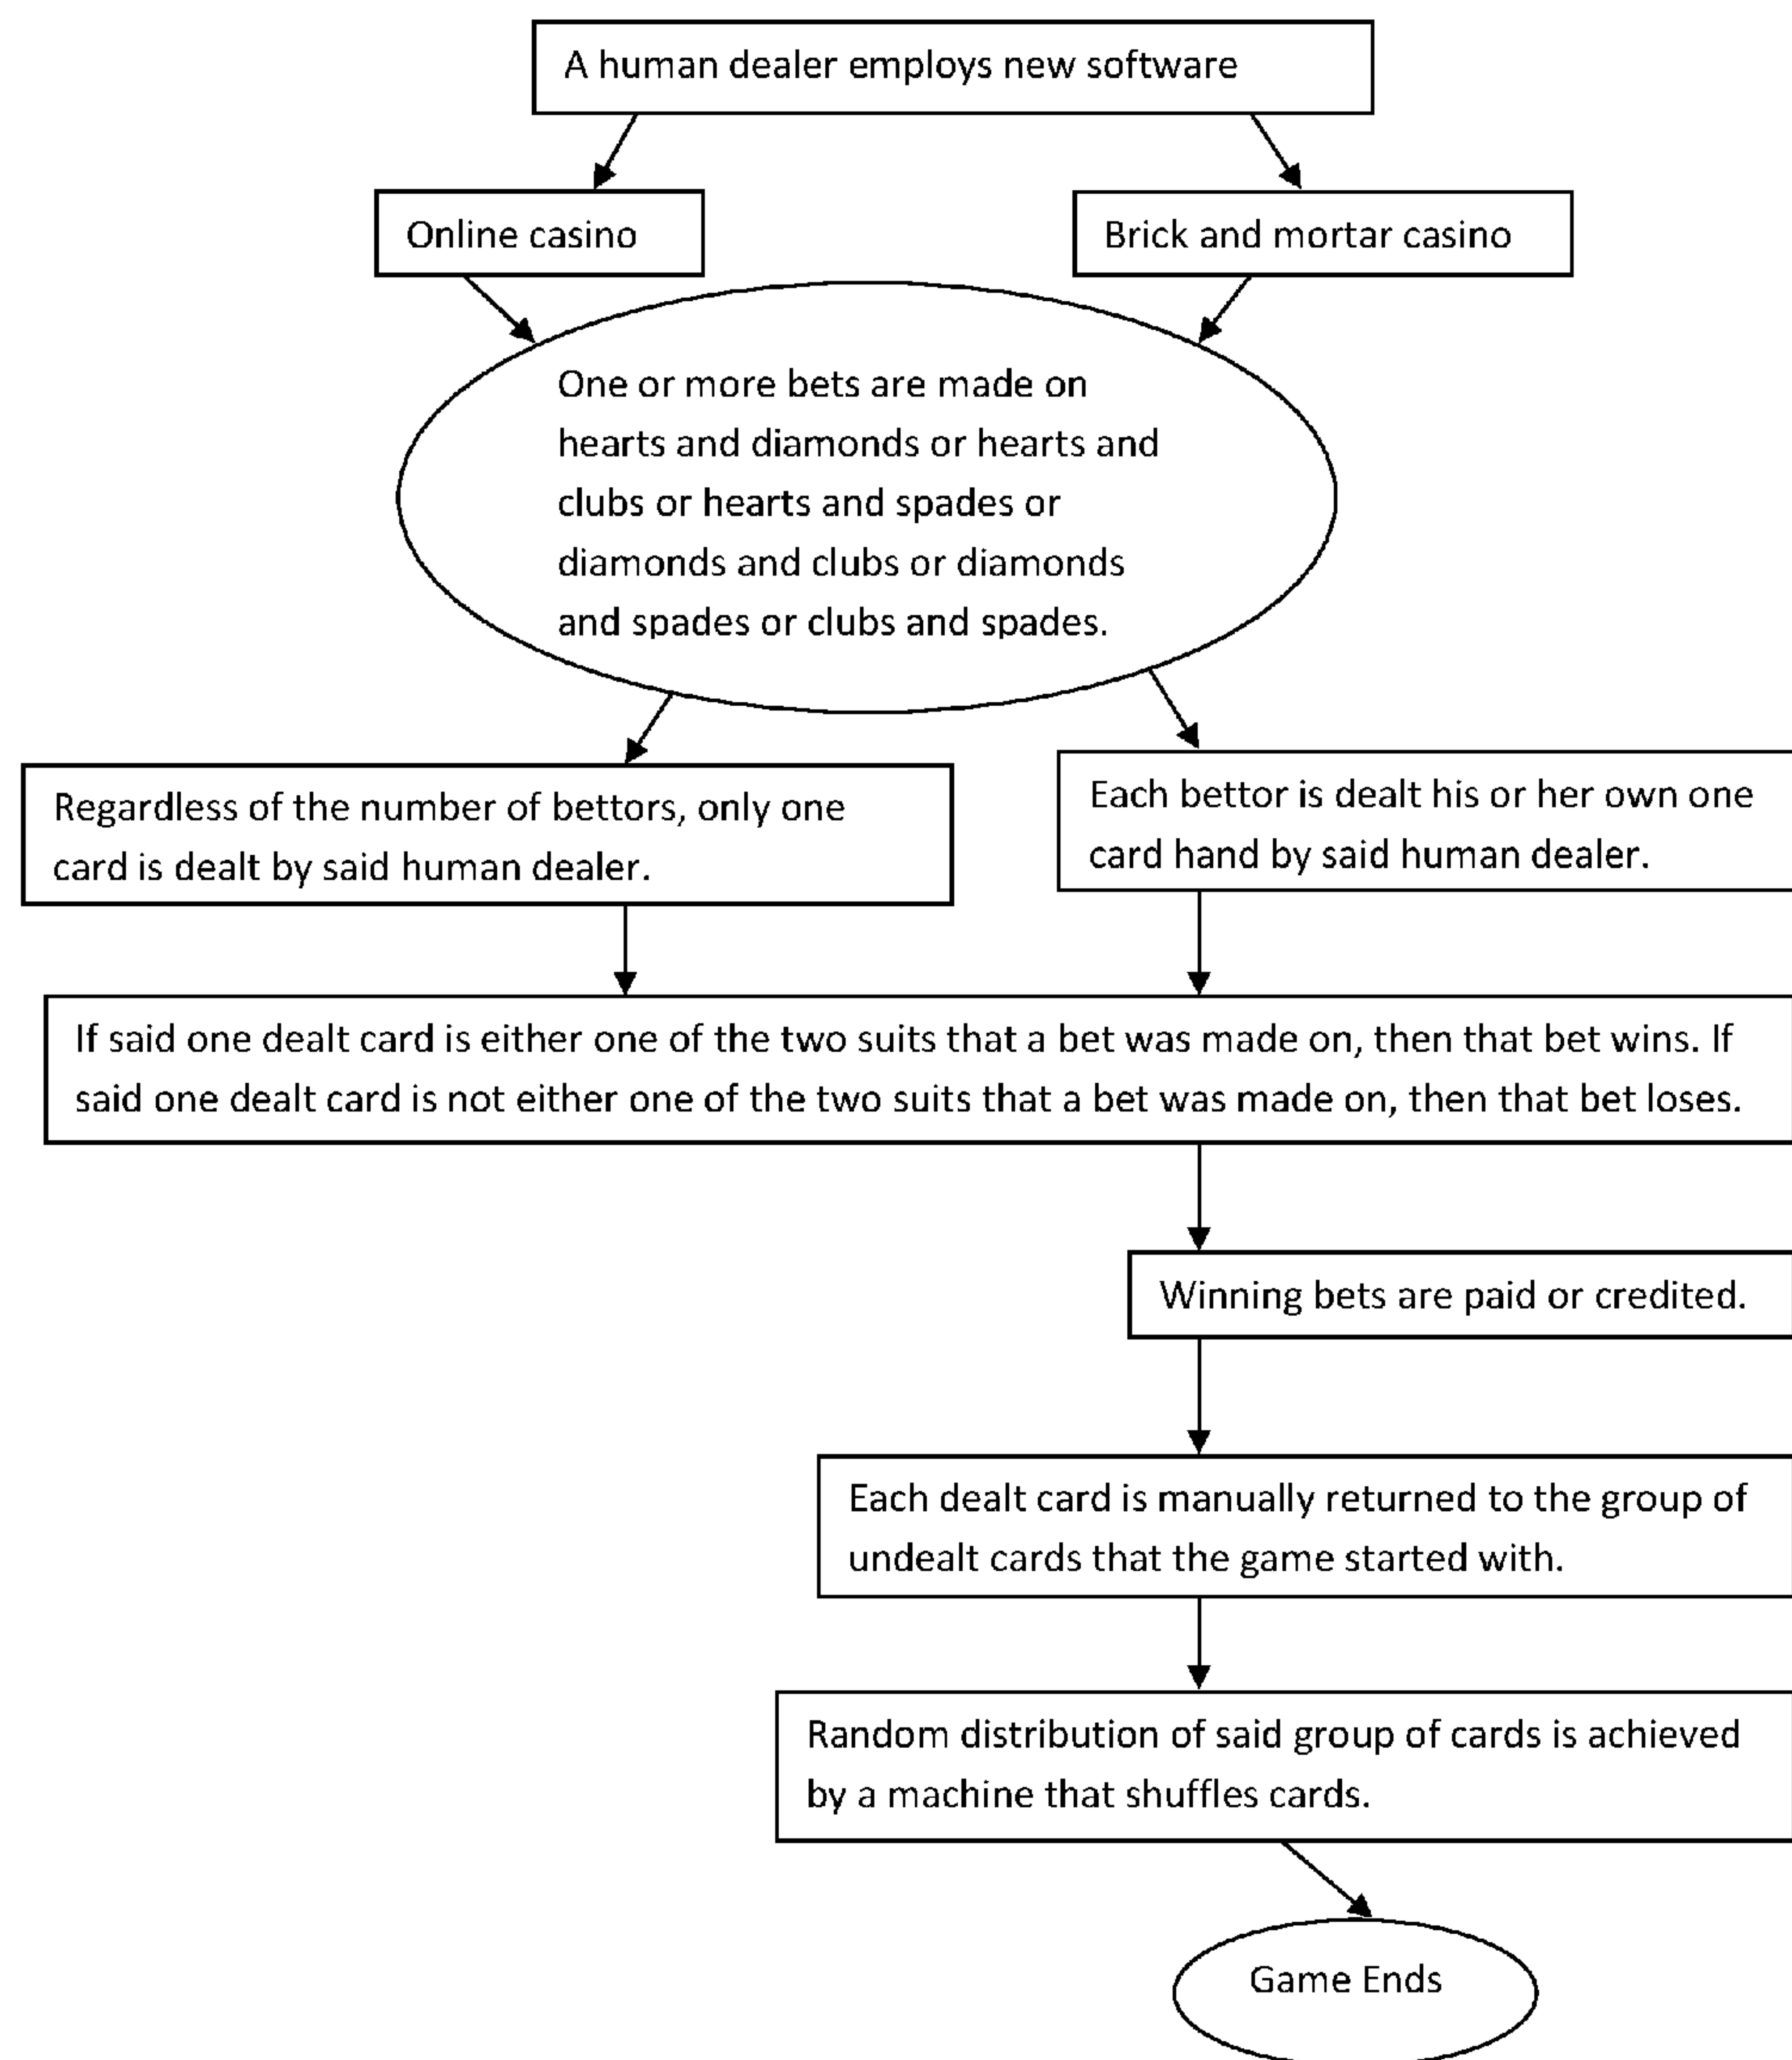 A human dealer employs new software
Online casino
Brick and mortar casino
One or more bets are made on
hearts and diamonds or hearts and
clubs or hearts and spades or
diamonds and clubs or diamonds
and spades or clubs and spades.
Regardless of the number of bettors, only one
card is dealt by said human dealer.
Each bettor is dealt his or her own one
card hand by said human dealer.
If said one dealt card is either one of the two suits that a bet was made on, then that bet wins. If
said one dealt card is not either one of the two suits that a bet was made on, then that bet loses.
Winning bets are paid or credited.
Each dealt card is manually returned to the group of
undealt cards that the game started with.
Random distribution of said group of cards is achieved
by a machine that shuffles cards.
Game Ends